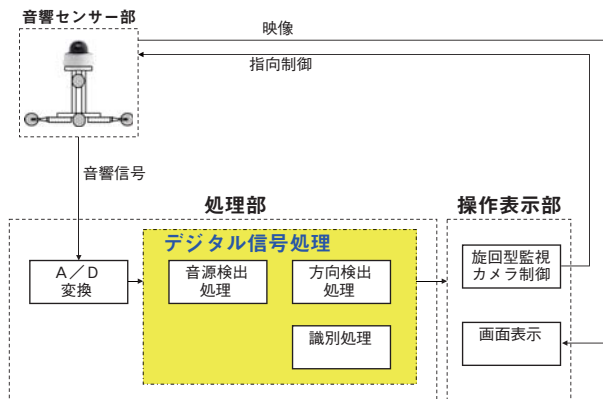 音響センサー部
映像
指向制御
音響信号
処理部
操作表示部
デジタル信号処理
A/D
変換
音源検出
処理
方向検出
処理
識別処理
旋回型監視
カメラ制御
画面表示